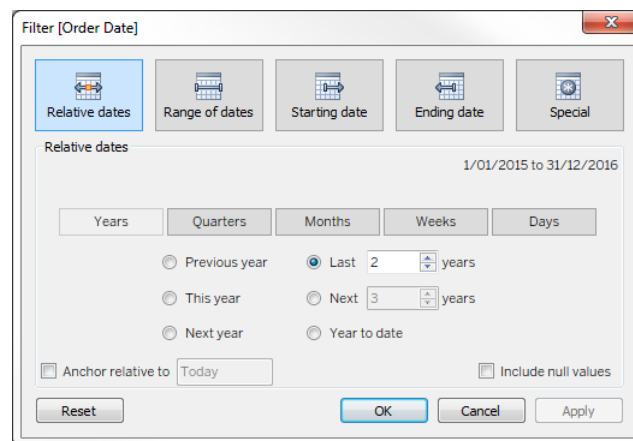 Filter [Order Date]
Relative dates
Range of dates
Starting date
Ending date
Special
Relative dates
1/01/2015 to 31/12/2016
Years
Quarters
Months
Weeks
Days
Previous year
Last 2 years
This year
Next 3 years
Next year
Year to date
Anchor relative to Today
Include null values
Reset
OK
Cancel
Apply